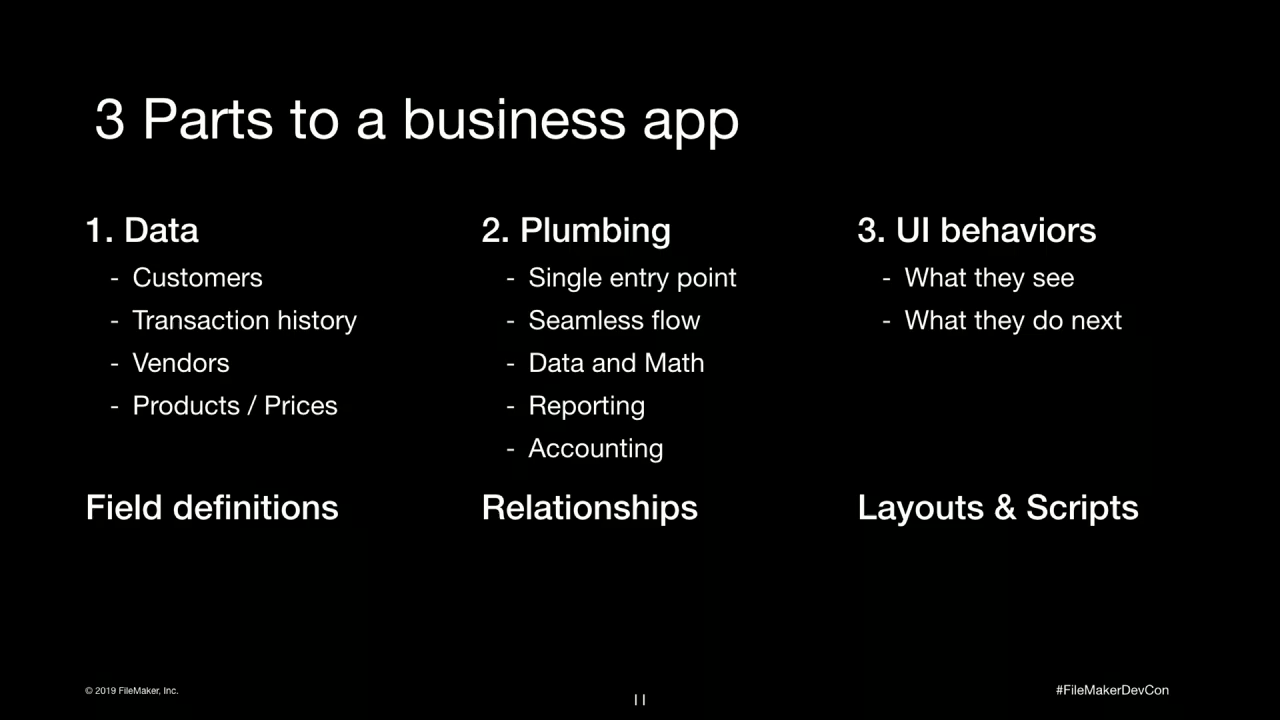 3 Parts to a business app
1. Data
- Customers
- Transaction history
- Vendors
- Products / Prices
Field definitions
2. Plumbing
- Single entry point
- Seamless flow
- Data and Math
- Reporting
- Accounting
Relationships
3. UI behaviors
- What they see
- What they do next
Layouts & Scripts
© 2019 FileMaker, Inc.
11
#FileMakerDevCon